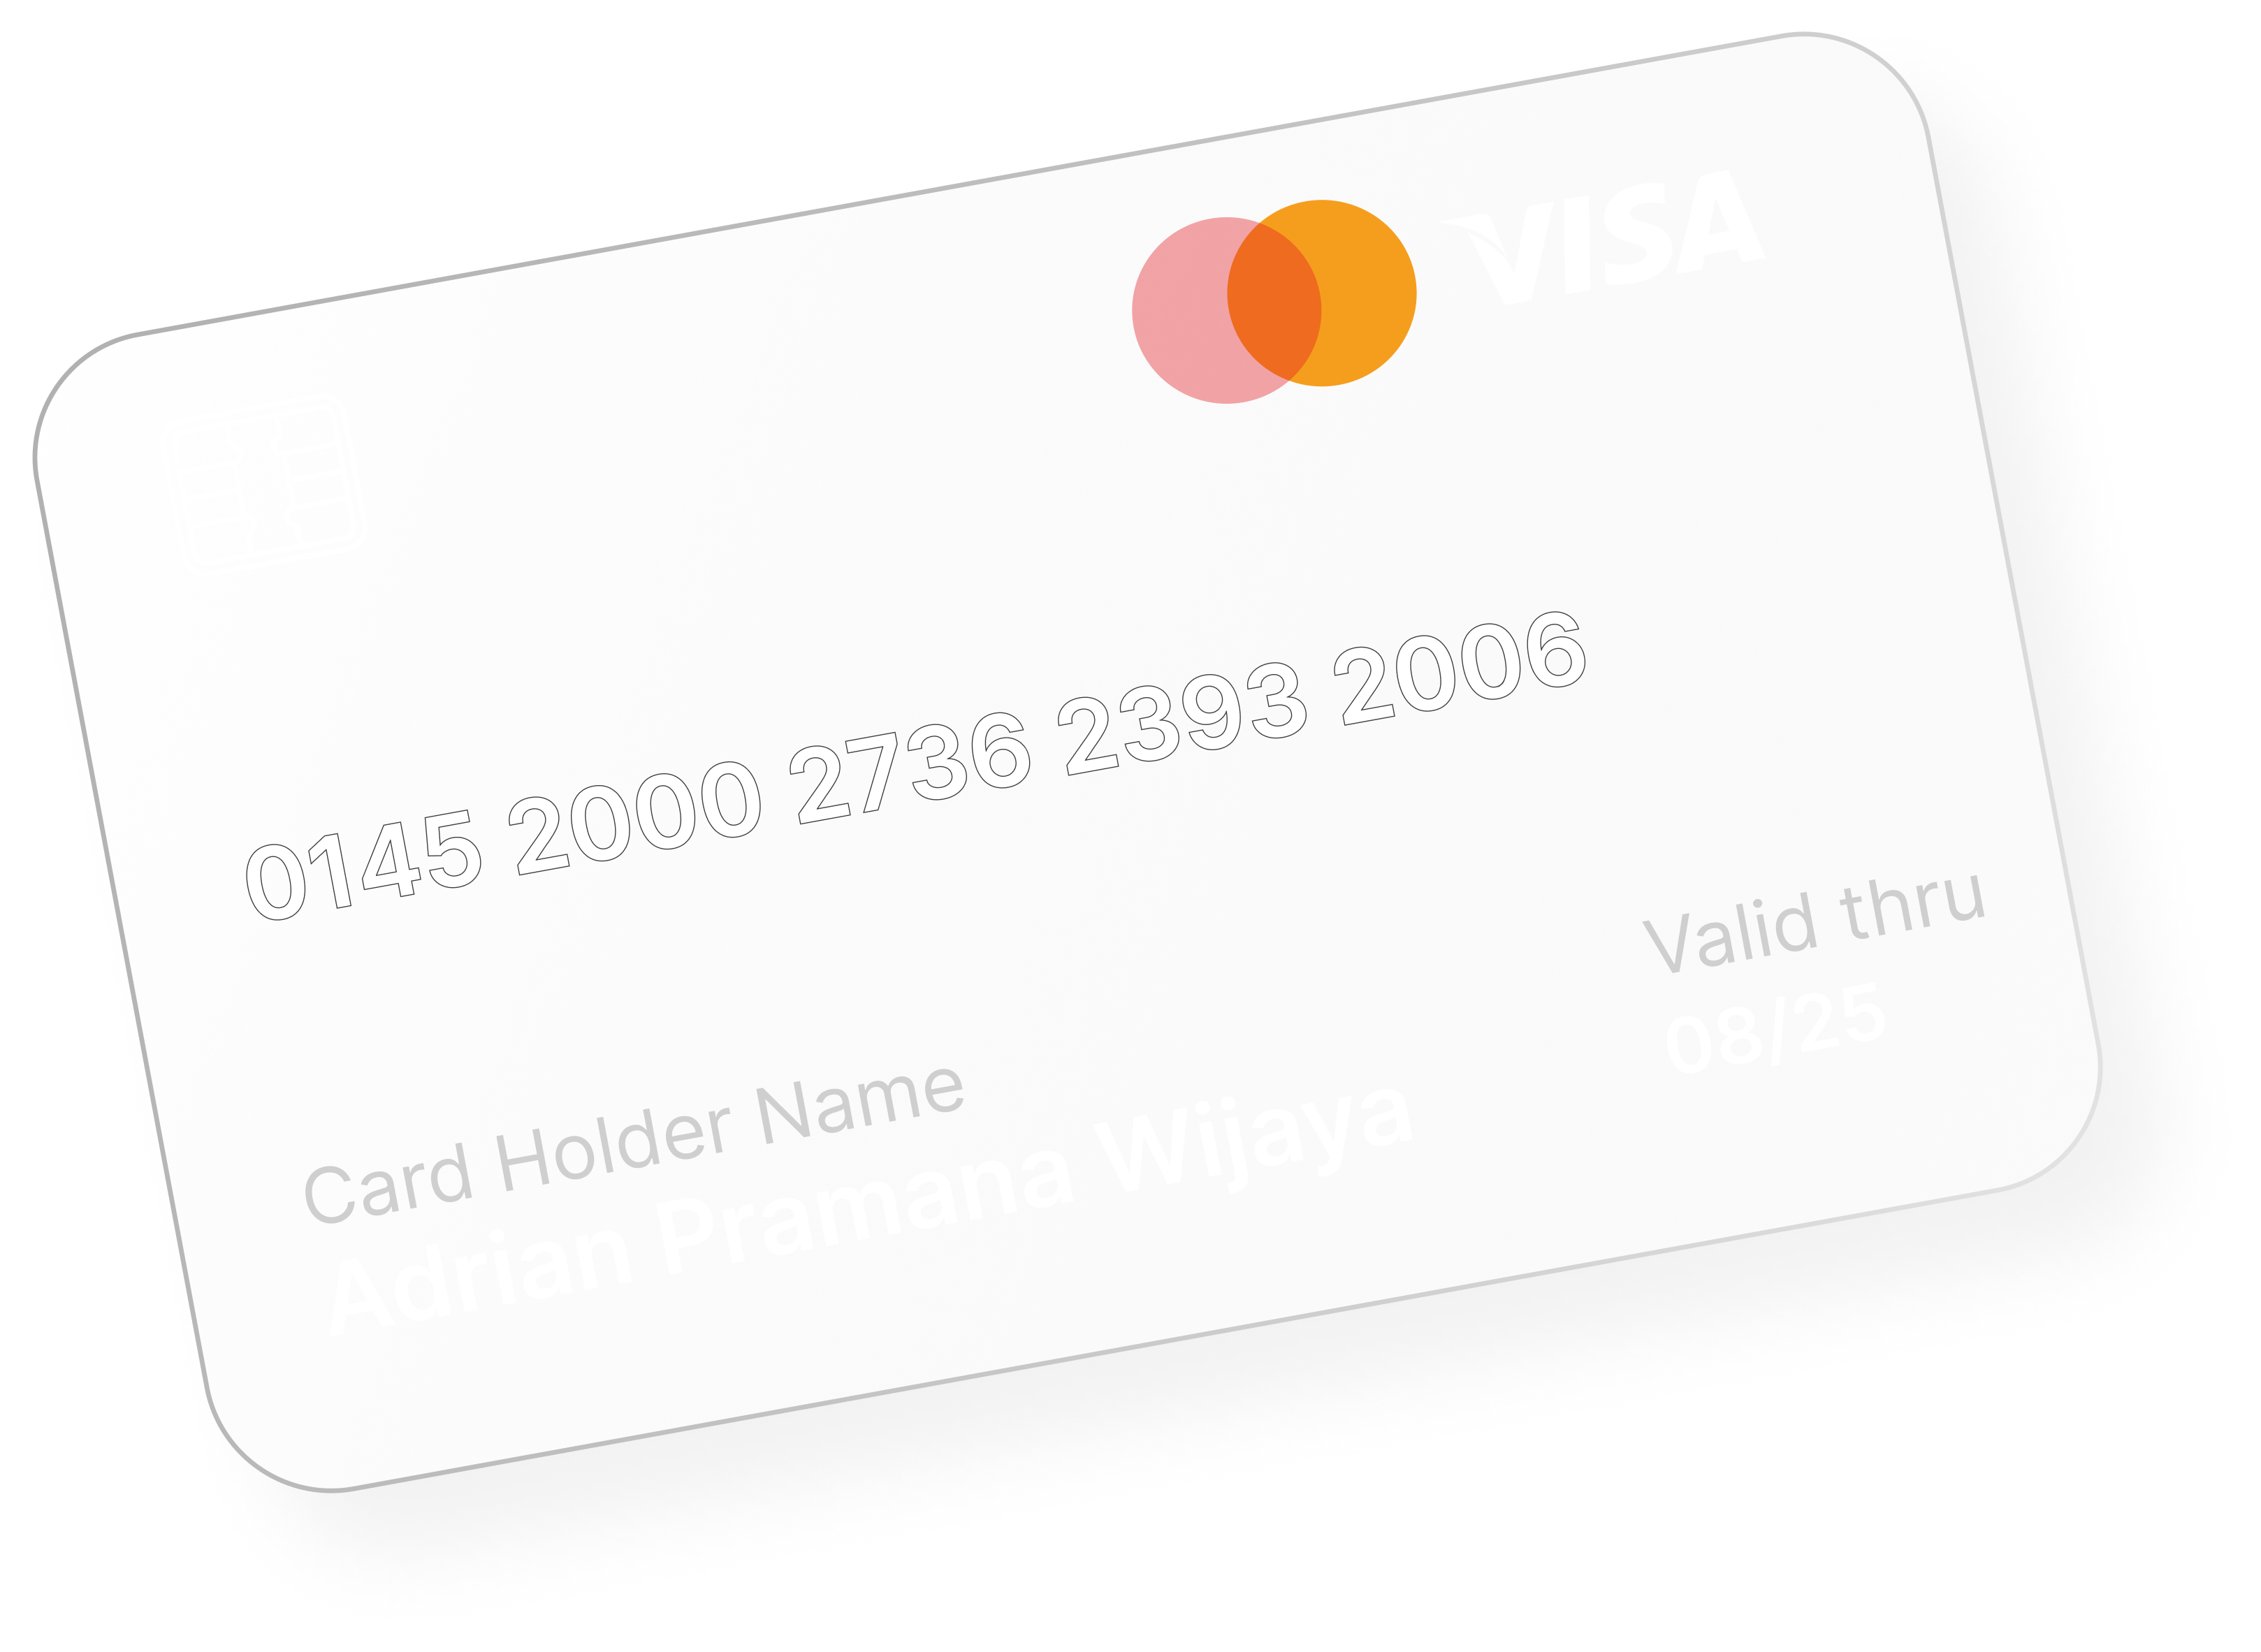 VISA
0145 2000 2736 2393 2006
Valid thru
08/25
Card Holder Name
Adrian Pramana Wijaya